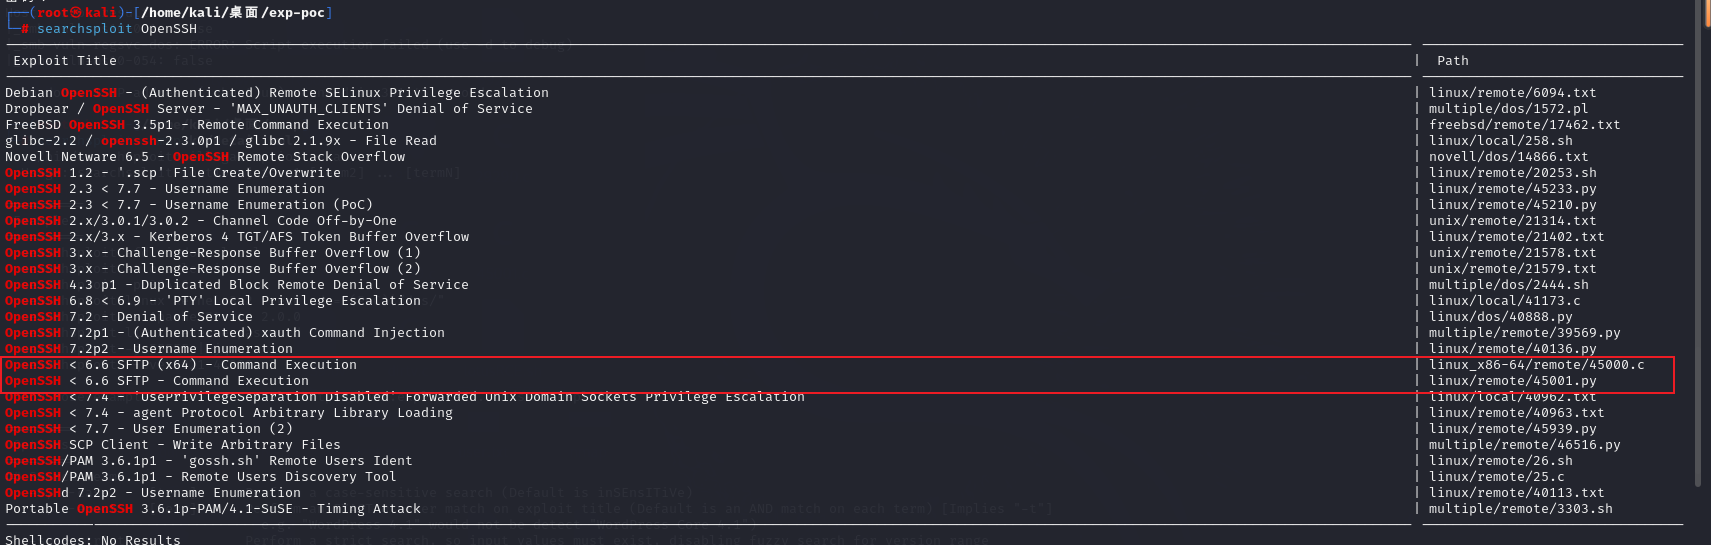 ┌──(root㉿kali)-[/home/kali/桌面/exp-poc]
└─# searchsploit OpenSSH
Exploit Title | Path
Debian OpenSSH - (Authenticated) Remote SELinux Privilege Escalation | linux/remote/6094.txt
Dropbear / OpenSSH Server - 'MAX_UNAUTH_CLIENTS' Denial of Service | multiple/dos/1572.pl
FreeBSD OpenSSH 3.5p1 - Remote Command Execution | freebsd/remote/17462.txt
glibc-2.2 / openssh-2.3.0p1 / glibc 2.1.9x - File Read | linux/local/258.sh
Novell Netware 6.5 - OpenSSH Remote Stack Overflow | novell/dos/14866.txt
OpenSSH 1.2 - '.scp' File Create/Overwrite | linux/remote/20253.sh
OpenSSH 2.3 < 7.7 - Username Enumeration | linux/remote/45233.py
OpenSSH 2.3 < 7.7 - Username Enumeration (PoC) | linux/remote/45210.py
OpenSSH 2.x/3.0.1/3.0.2 - Channel Code Off-by-One | unix/remote/21314.txt
OpenSSH 2.x/3.x - Kerberos 4 TGT/AFS Token Buffer Overflow | linux/remote/21402.txt
OpenSSH 3.x - Challenge-Response Buffer Overflow (1) | unix/remote/21578.txt
OpenSSH 3.x - Challenge-Response Buffer Overflow (2) | unix/remote/21579.txt
OpenSSH 4.3 p1 - Duplicated Block Remote Denial of Service | multiple/dos/2444.sh
OpenSSH 6.8 < 6.9 - 'PTY' Local Privilege Escalation | linux/local/41173.c
OpenSSH 7.2 - Denial of Service | linux/dos/40888.py
OpenSSH 7.2p1 - (Authenticated) xauth Command Injection | multiple/remote/39569.py
OpenSSH 7.2p2 - Username Enumeration | linux/remote/40136.py
OpenSSH < 6.6 SFTP (x64) - Command Execution | linux_x86-64/remote/45000.c
OpenSSH < 6.6 SFTP - Command Execution | linux/remote/45001.py
OpenSSH < 7.4 - 'UsePrivilegeSeparation Disabled' Forwarded Unix Domain Sockets Privilege Escalation | linux/local/40962.txt
OpenSSH < 7.4 - agent Protocol Arbitrary Library Loading | linux/remote/40963.txt
OpenSSH < 7.7 - User Enumeration (2) | linux/remote/45939.py
OpenSSH SCP Client - Write Arbitrary Files | multiple/remote/46516.py
OpenSSH/PAM 3.6.1p1 - 'gossh.sh' Remote Users Ident | linux/remote/26.sh
OpenSSH/PAM 3.6.1p1 - Remote Users Discovery Tool | linux/remote/25.c
OpenSSHd 7.2p2 - Username Enumeration | linux/remote/40113.txt
Portable OpenSSH 3.6.1p-PAM/4.1-SuSE - Timing Attack | multiple/remote/3303.sh
Shellcodes: No Results